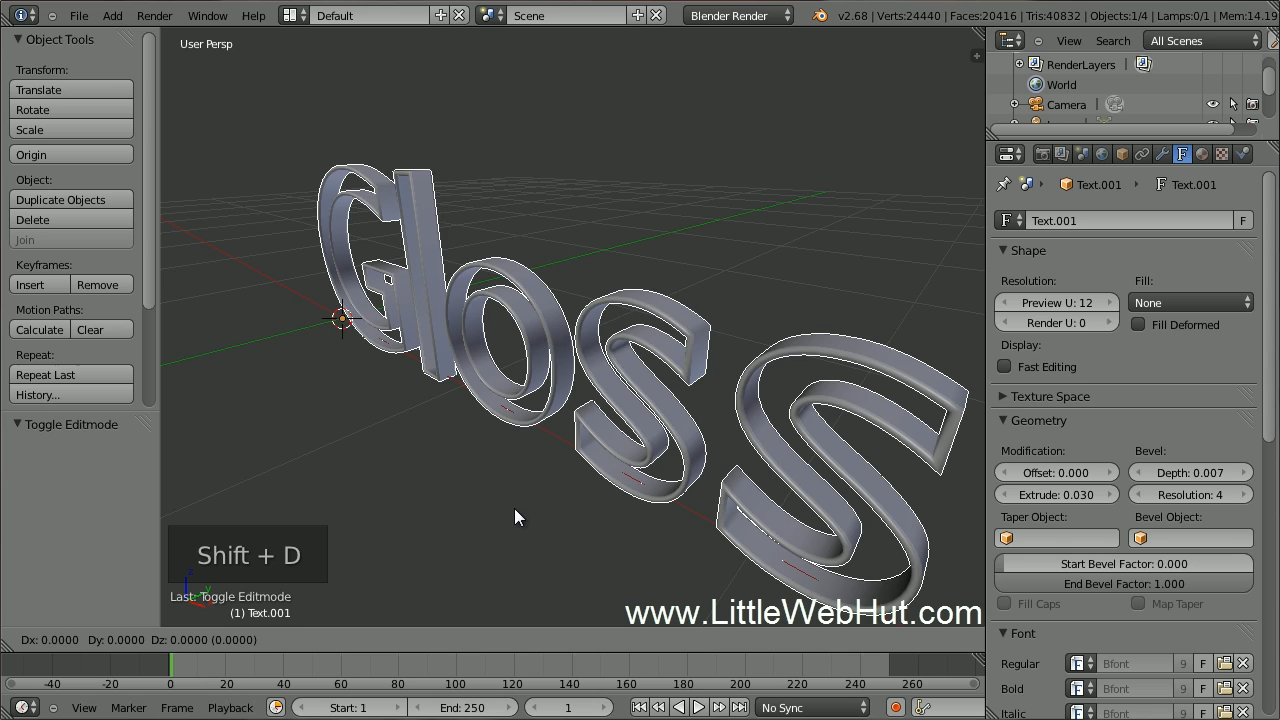 File Add Render Window Help Default Scene Blender Render v2.68 | Verts:24440 | Faces:20416 | Tris:40832 | Objects:1/4 | Lamps:0/1 | Mem:14.19
Object Tools
User Persp
View Search All Scenes
RenderLayers
World
Camera
Transform:
Translate
Rotate
Scale
Origin
Object:
Duplicate Objects
Delete
Join
Keyframes:
Insert Remove
Motion Paths:
Calculate Clear
Repeat:
Repeat Last
History...
Toggle Editmode
Gloss
Shift + D
Last: Toggle Editmode
(1) Text.001
www.LittleWebHut.com
Dx: 0.0000 Dy: 0.0000 Dz: 0.0000 (0.0000)
Text.001 Text.001
Text.001 F
Shape
Resolution: Fill:
Preview U: 12 None
Render U: 0 Fill Deformed
Display:
Fast Editing
Texture Space
Geometry
Modification: Bevel:
Offset: 0.000 Depth: 0.007
Extrude: 0.030 Resolution: 4
Taper Object: Bevel Object:
Start Bevel Factor: 0.000
End Bevel Factor: 1.000
Fill Caps Map Taper
Font
Regular Bfont 9 F
Bold Bfont 9 F
Italic Bfont 9 F
-40 -20 0 20 40 60 80 100 120 140 160 180 200 220 240 260
View Marker Frame Playback Start: 1 End: 250 1 No Sync